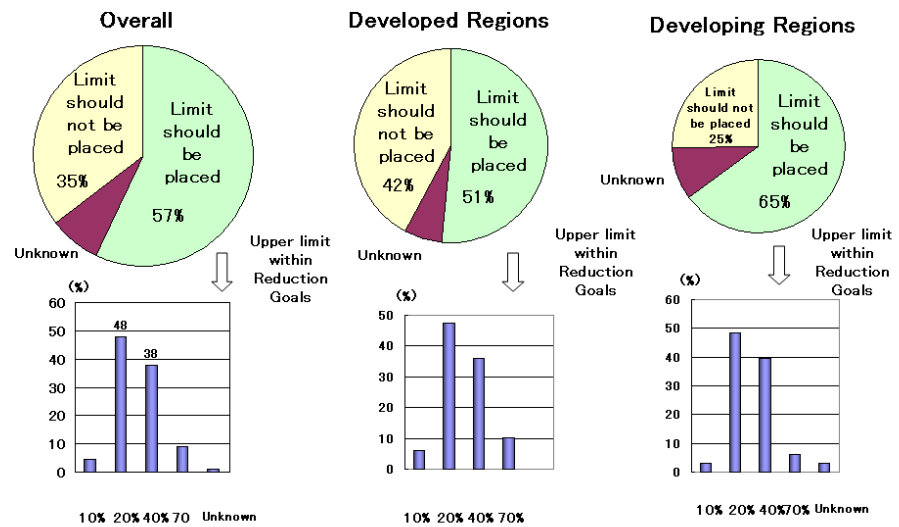 Overall
Limit
should
not be
placed
35%
Limit
should
be
placed
57%
Unknown
Upper limit
within
Reduction
Goals
(%)
60
50
40
30
20
10
0
48
38
10% 20% 40% 70 Unknown
Developed Regions
Limit
should
not be
placed
42%
Limit
should
be
placed
51%
Unknown
Upper limit
within
Reduction
Goals
(%)
50
40
30
20
10
0
10% 20% 40% 70%
Developing Regions
Limit
should not
be placed
25%
Limit
should
be
placed
65%
Unknown
Upper limit
within
Reduction
Goals
(%)
60
50
40
30
20
10
0
10% 20% 40%70% Unknown